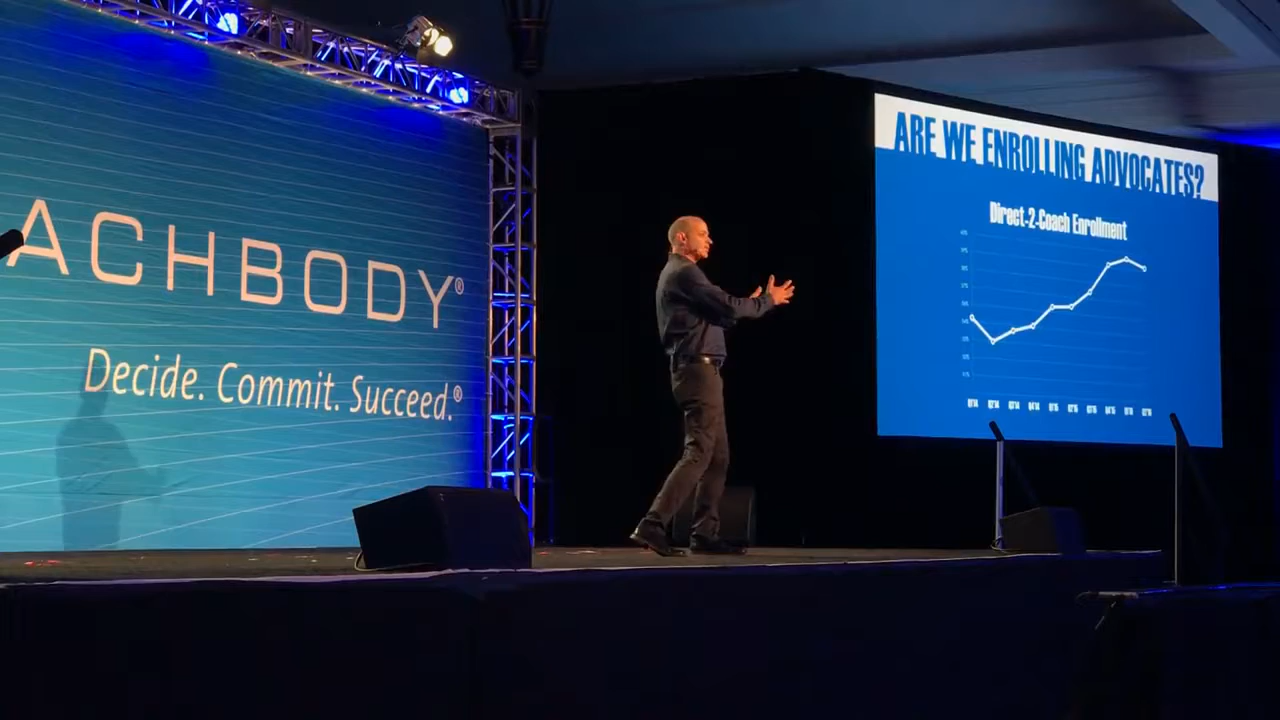 ACHBODY®
Decide. Commit. Succeed.®
ARE WE ENROLLING ADVOCATES?
Direct-2-Coach Enrollment